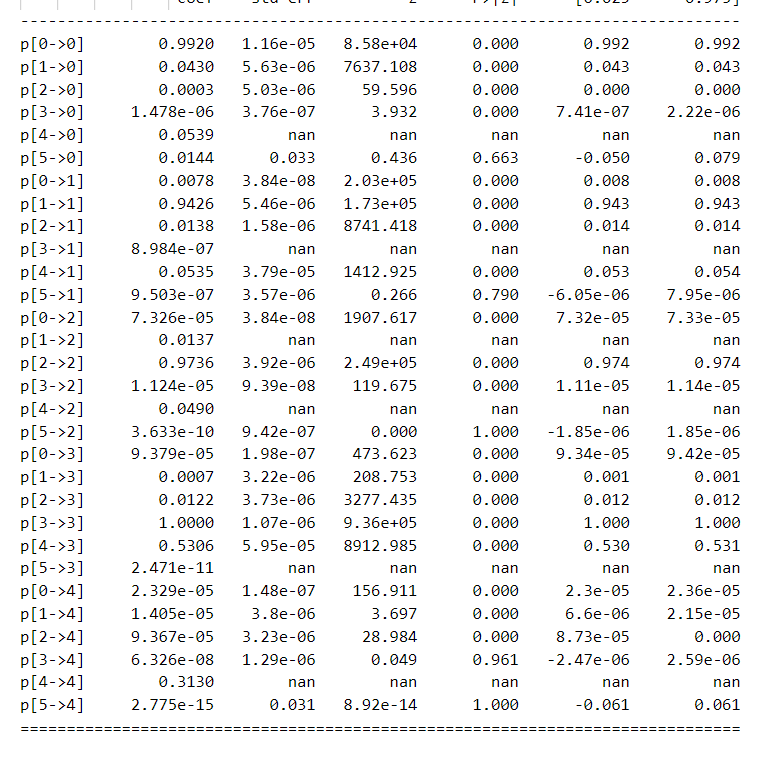 coef std err z P>|z| [0.025 0.975]
--------------------------------------------------------------------------------
p[0->0] 0.9920 1.16e-05 8.58e+04 0.000 0.992 0.992
p[1->0] 0.0430 5.63e-06 7637.108 0.000 0.043 0.043
p[2->0] 0.0003 5.03e-06 59.596 0.000 0.000 0.000
p[3->0] 1.478e-06 3.76e-07 3.932 0.000 7.41e-07 2.22e-06
p[4->0] 0.0539 nan nan nan nan nan
p[5->0] 0.0144 0.033 0.436 0.663 -0.050 0.079
p[0->1] 0.0078 3.84e-08 2.03e+05 0.000 0.008 0.008
p[1->1] 0.9426 5.46e-06 1.73e+05 0.000 0.943 0.943
p[2->1] 0.0138 1.58e-06 8741.418 0.000 0.014 0.014
p[3->1] 8.984e-07 nan nan nan nan nan
p[4->1] 0.0535 3.79e-05 1412.925 0.000 0.053 0.054
p[5->1] 9.503e-07 3.57e-06 0.266 0.790 -6.05e-06 7.95e-06
p[0->2] 7.326e-05 3.84e-08 1907.617 0.000 7.32e-05 7.33e-05
p[1->2] 0.0137 nan nan nan nan nan
p[2->2] 0.9736 3.92e-06 2.49e+05 0.000 0.974 0.974
p[3->2] 1.124e-05 9.39e-08 119.675 0.000 1.11e-05 1.14e-05
p[4->2] 0.0490 nan nan nan nan nan
p[5->2] 3.633e-10 9.42e-07 0.000 1.000 -1.85e-06 1.85e-06
p[0->3] 9.379e-05 1.98e-07 473.623 0.000 9.34e-05 9.42e-05
p[1->3] 0.0007 3.22e-06 208.753 0.000 0.001 0.001
p[2->3] 0.0122 3.73e-06 3277.435 0.000 0.012 0.012
p[3->3] 1.0000 1.07e-06 9.36e+05 0.000 1.000 1.000
p[4->3] 0.5306 5.95e-05 8912.985 0.000 0.530 0.531
p[5->3] 2.471e-11 nan nan nan nan nan
p[0->4] 2.329e-05 1.48e-07 156.911 0.000 2.3e-05 2.36e-05
p[1->4] 1.405e-05 3.8e-06 3.697 0.000 6.6e-06 2.15e-05
p[2->4] 9.367e-05 3.23e-06 28.984 0.000 8.73e-05 0.000
p[3->4] 6.326e-08 1.29e-06 0.049 0.961 -2.47e-06 2.59e-06
p[4->4] 0.3130 nan nan nan nan nan
p[5->4] 2.775e-15 0.031 8.92e-14 1.000 -0.061 0.061
================================================================================